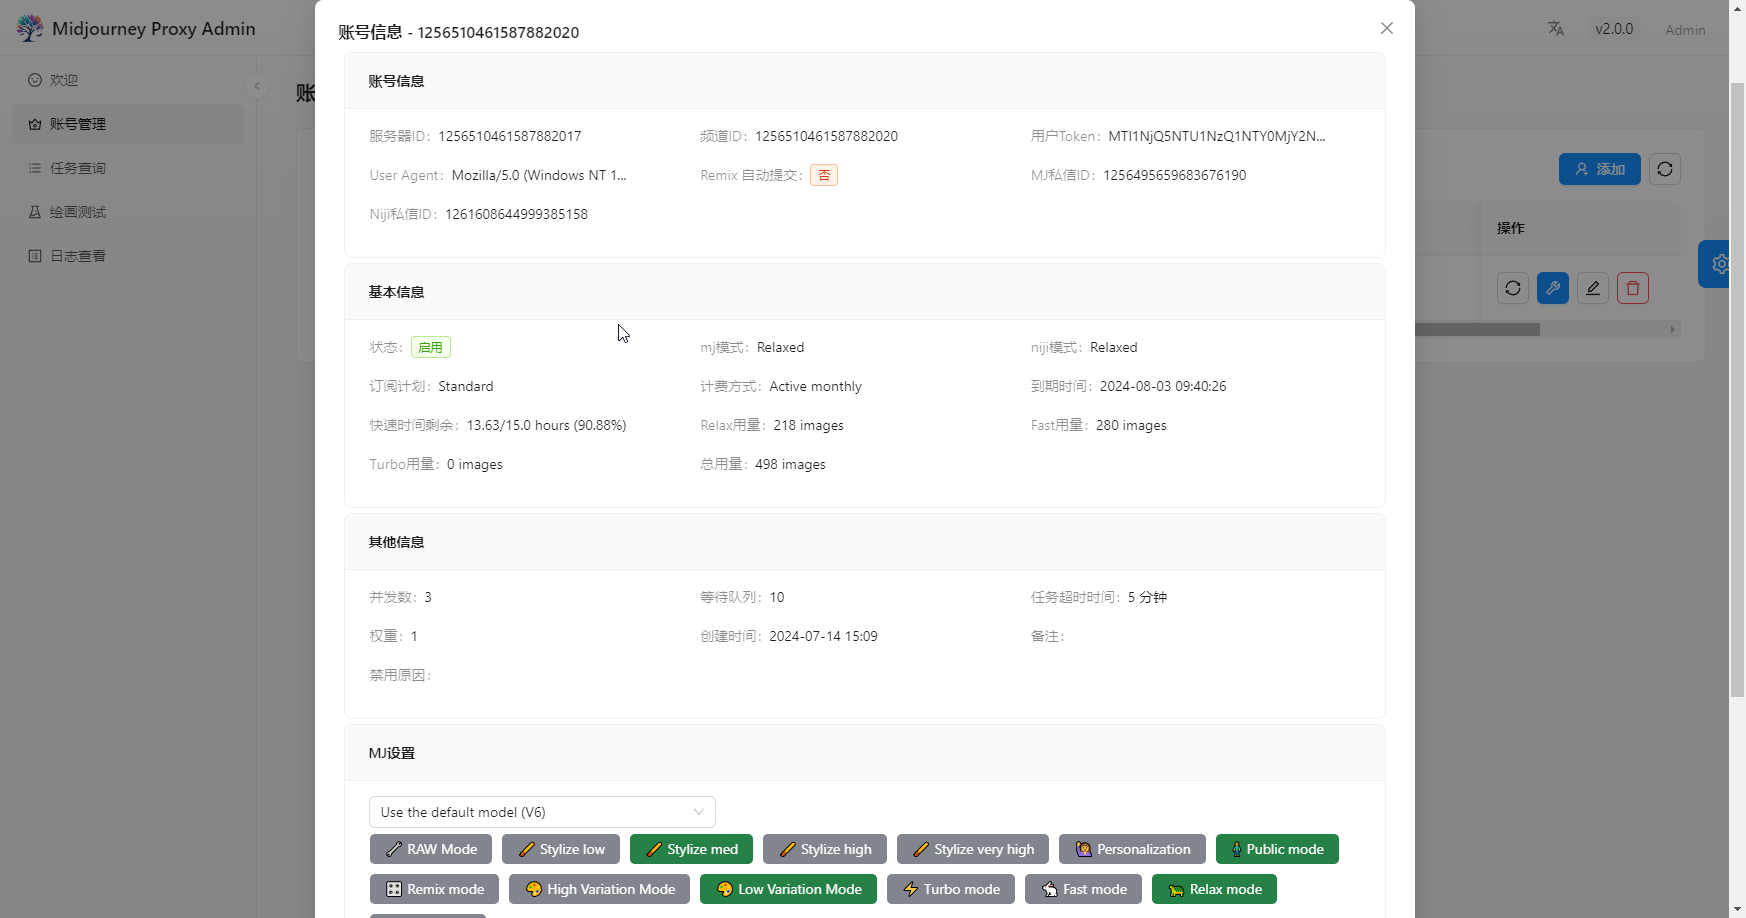 Midjourney Proxy Admin
v2.0.0
Admin
欢迎
账号管理
任务查询
绘画测试
日志查看
账
添加
操作
账号信息 - 1256510461587882020
账号信息
服务器ID: 1256510461587882017
频道ID: 1256510461587882020
用户Token: MTI1NjQ5NTU1NzQ1NTY0MjY2N...
User Agent: Mozilla/5.0 (Windows NT 1...
Remix 自动提交: 否
MJ私信ID: 1256495659683676190
Niji私信ID: 1261608644999385158
基本信息
状态: 启用
mj模式: Relaxed
niji模式: Relaxed
订阅计划: Standard
计费方式: Active monthly
到期时间: 2024-08-03 09:40:26
快速时间剩余: 13.63/15.0 hours (90.88%)
Relax用量: 218 images
Fast用量: 280 images
Turbo用量: 0 images
总用量: 498 images
其他信息
并发数: 3
等待队列: 10
任务超时时间: 5 分钟
权重: 1
创建时间: 2024-07-14 15:09
备注:
禁用原因:
MJ设置
Use the default model (V6)
RAW Mode
Stylize low
Stylize med
Stylize high
Stylize very high
Personalization
Public mode
Remix mode
High Variation Mode
Low Variation Mode
Turbo mode
Fast mode
Relax mode